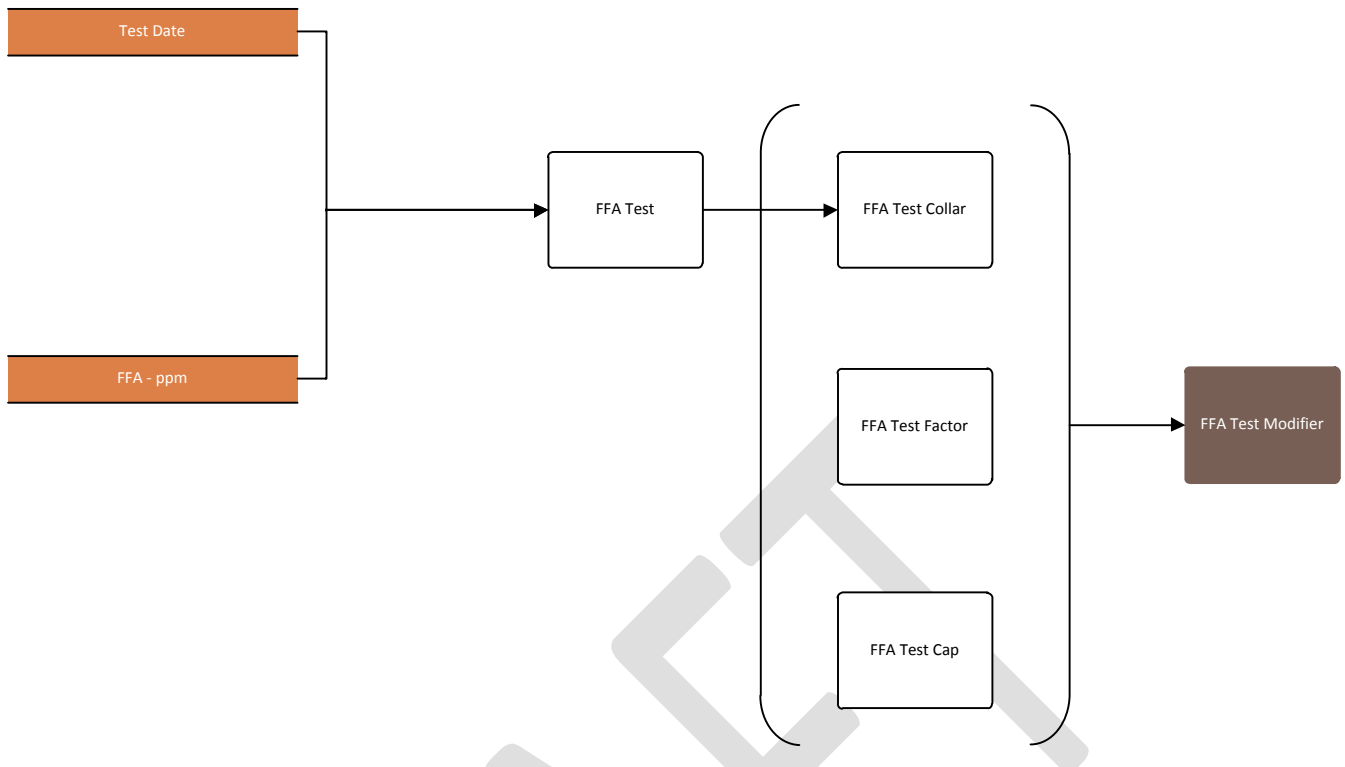 Test Date
FFA Test
FFA Test Collar
FFA - ppm
FFA Test Factor
FFA Test Modifier
FFA Test Cap